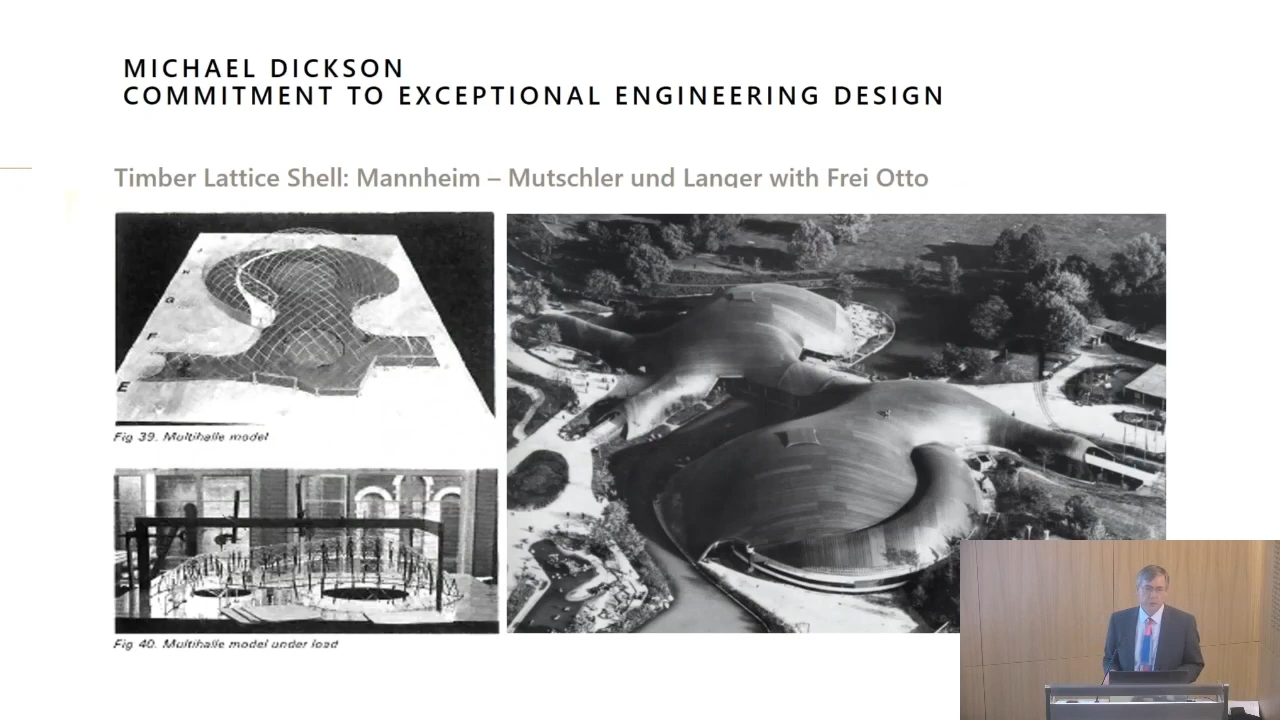 MICHAEL DICKSON
COMMITMENT TO EXCEPTIONAL ENGINEERING DESIGN
Timber Lattice Shell: Mannheim – Mutschler und Langer with Frei Otto
G
F
E
Fig 39. Multihalle model
Fig 40. Multihalle model under load